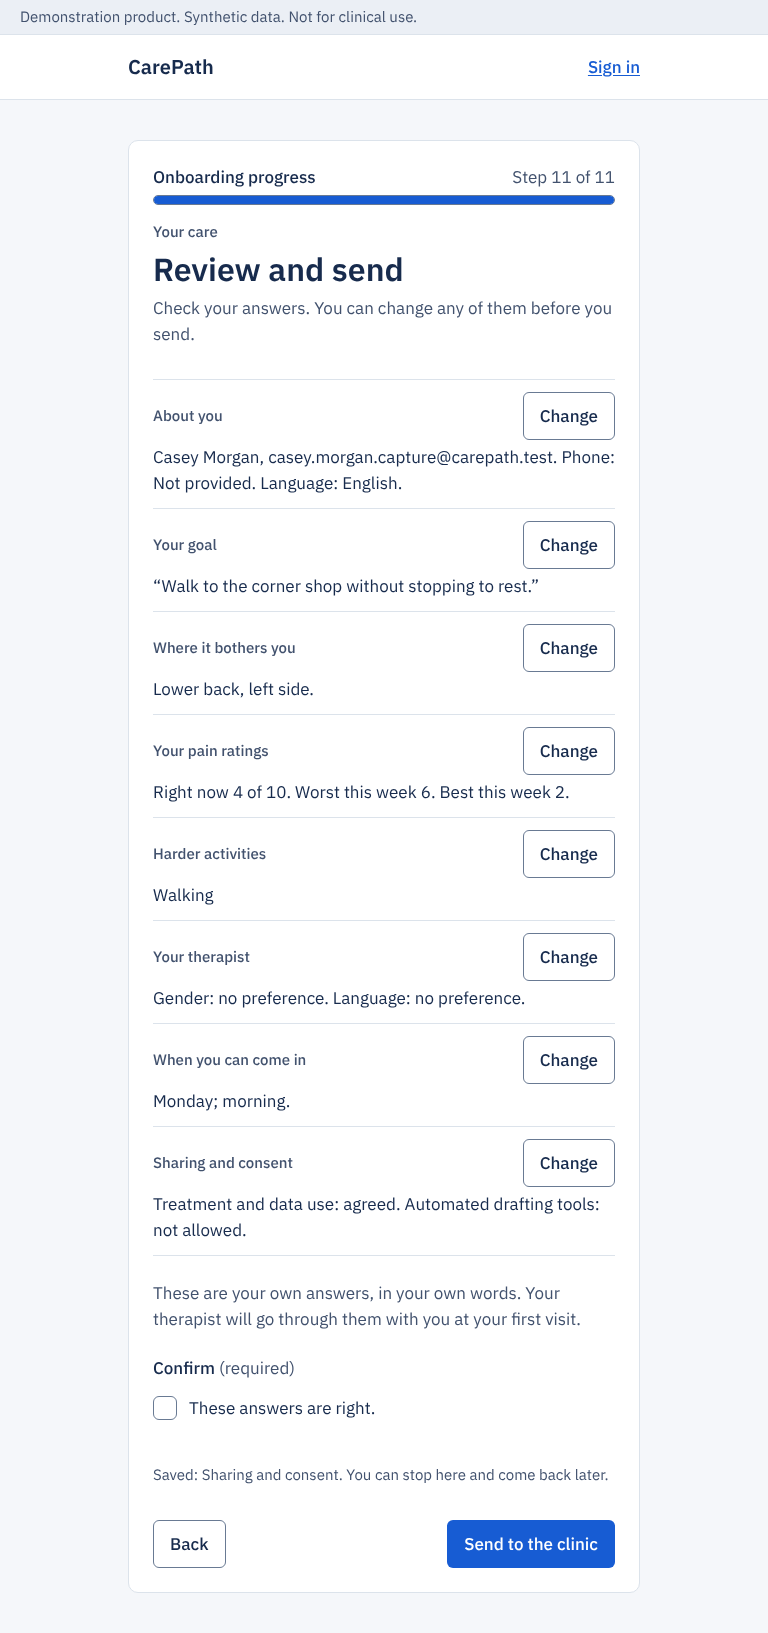 Demonstration product. Synthetic data. Not for clinical use.
CarePath
Sign in
Onboarding progress
Step 11 of 11
Your care
Review and send
Check your answers. You can change any of them before you
send.
About you
Change
Casey Morgan, casey.morgan.capture@carepath.test. Phone:
Not provided. Language: English.
Your goal
Change
“Walk to the corner shop without stopping to rest.”
Where it bothers you
Change
Lower back, left side.
Your pain ratings
Change
Right now 4 of 10. Worst this week 6. Best this week 2.
Harder activities
Change
Walking
Your therapist
Change
Gender: no preference. Language: no preference.
When you can come in
Change
Monday; morning.
Sharing and consent
Change
Treatment and data use: agreed. Automated drafting tools:
not allowed.
These are your own answers, in your own words. Your
therapist will go through them with you at your first visit.
Confirm (required)
These answers are right.
Saved: Sharing and consent. You can stop here and come back later.
Back
Send to the clinic